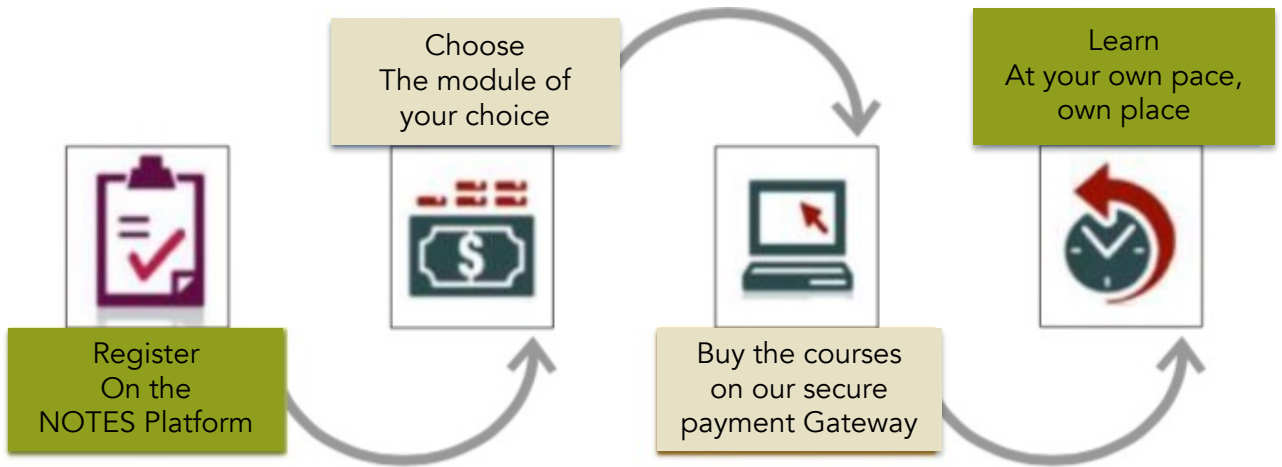 Register
On the
NOTES Platform
Choose
The module of
your choice
$
Buy the courses
on our secure
payment Gateway
Learn
At your own pace,
own place